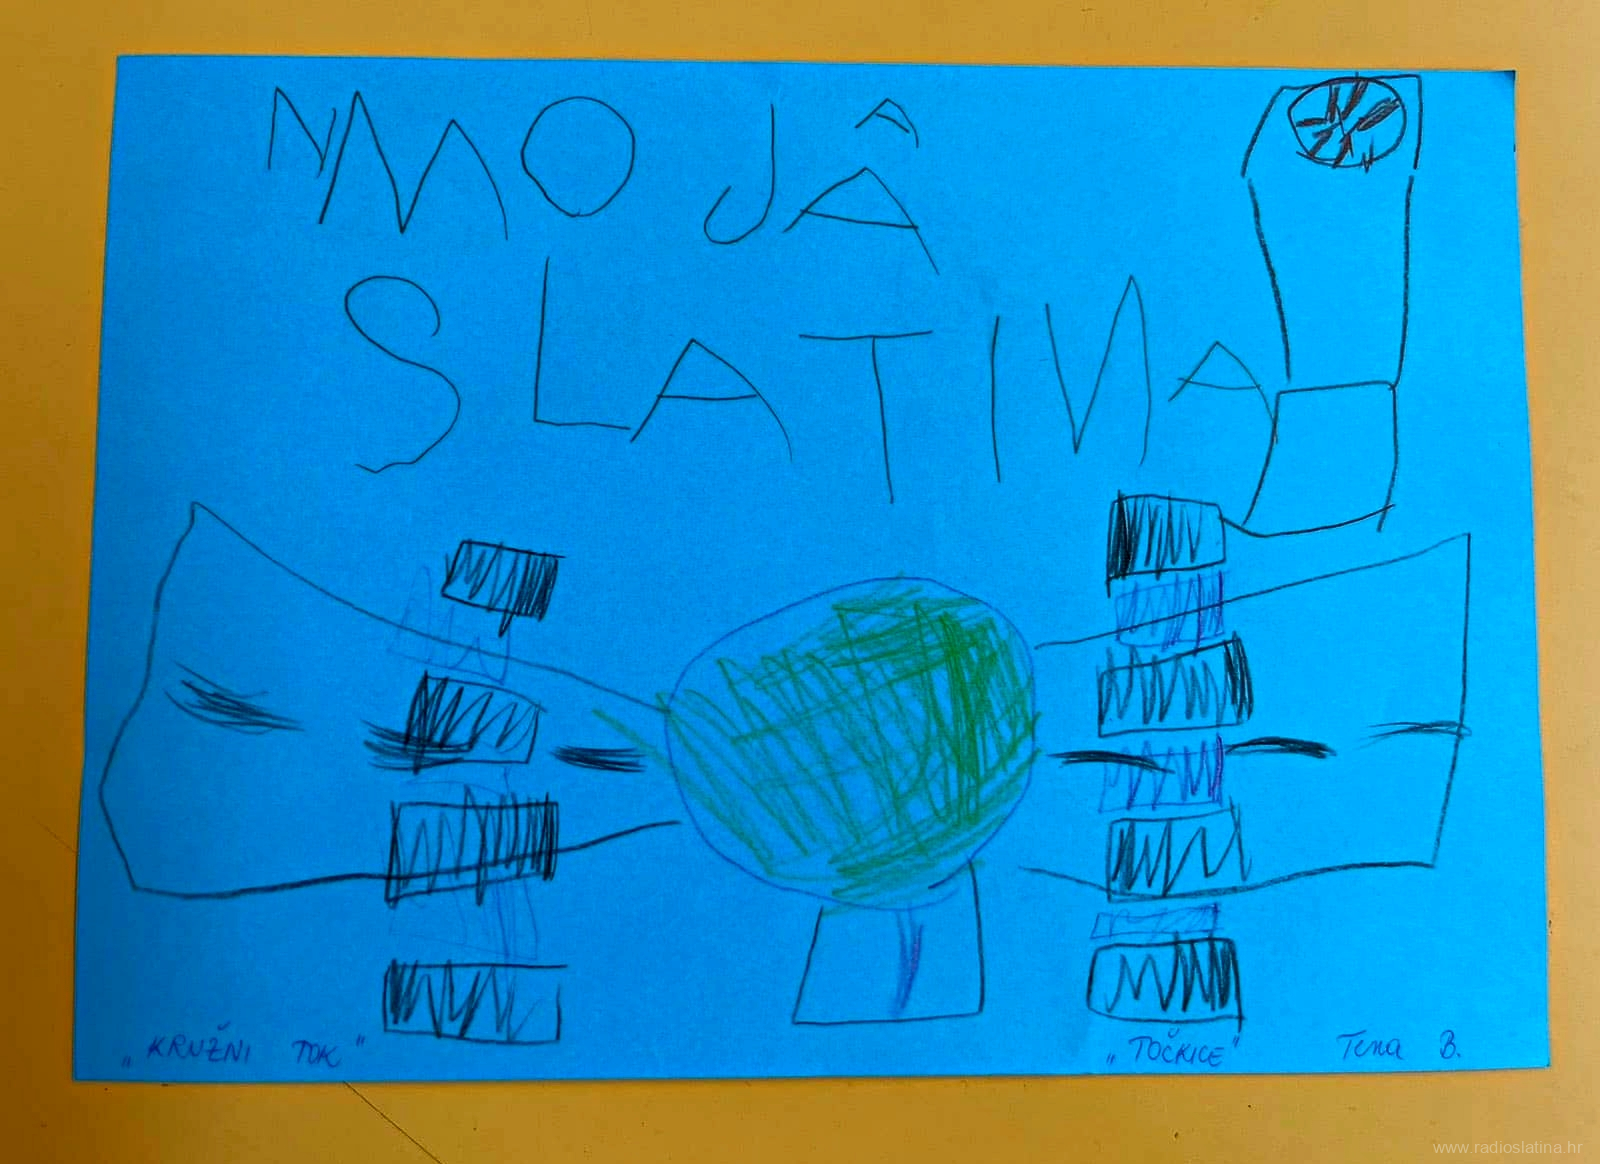 MOJA
SLATINA
„KRUŽNI TOK” „TOČKICE” Tena B.
www.radioslatina.hr